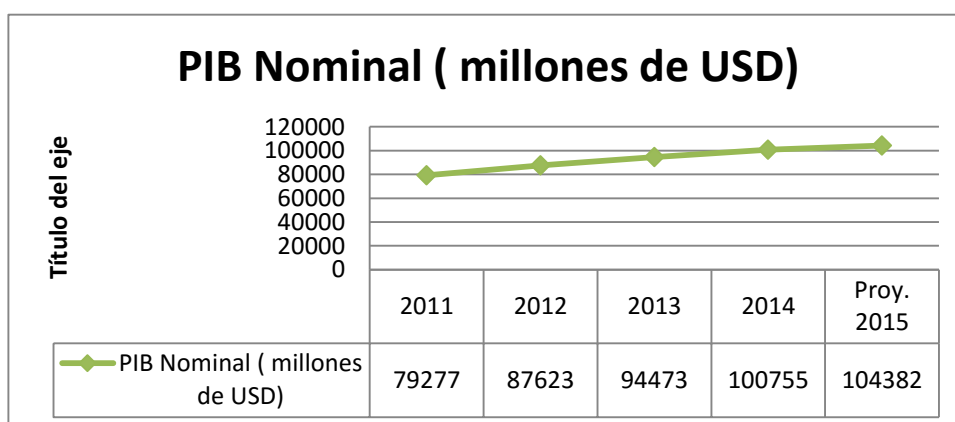 PIB Nominal ( millones de USD)
Título del eje
120000
100000
80000
60000
40000
20000
0
2011 2012 2013 2014 Proy.
2015
PIB Nominal ( millones
de USD)
79277 87623 94473 100755 104382